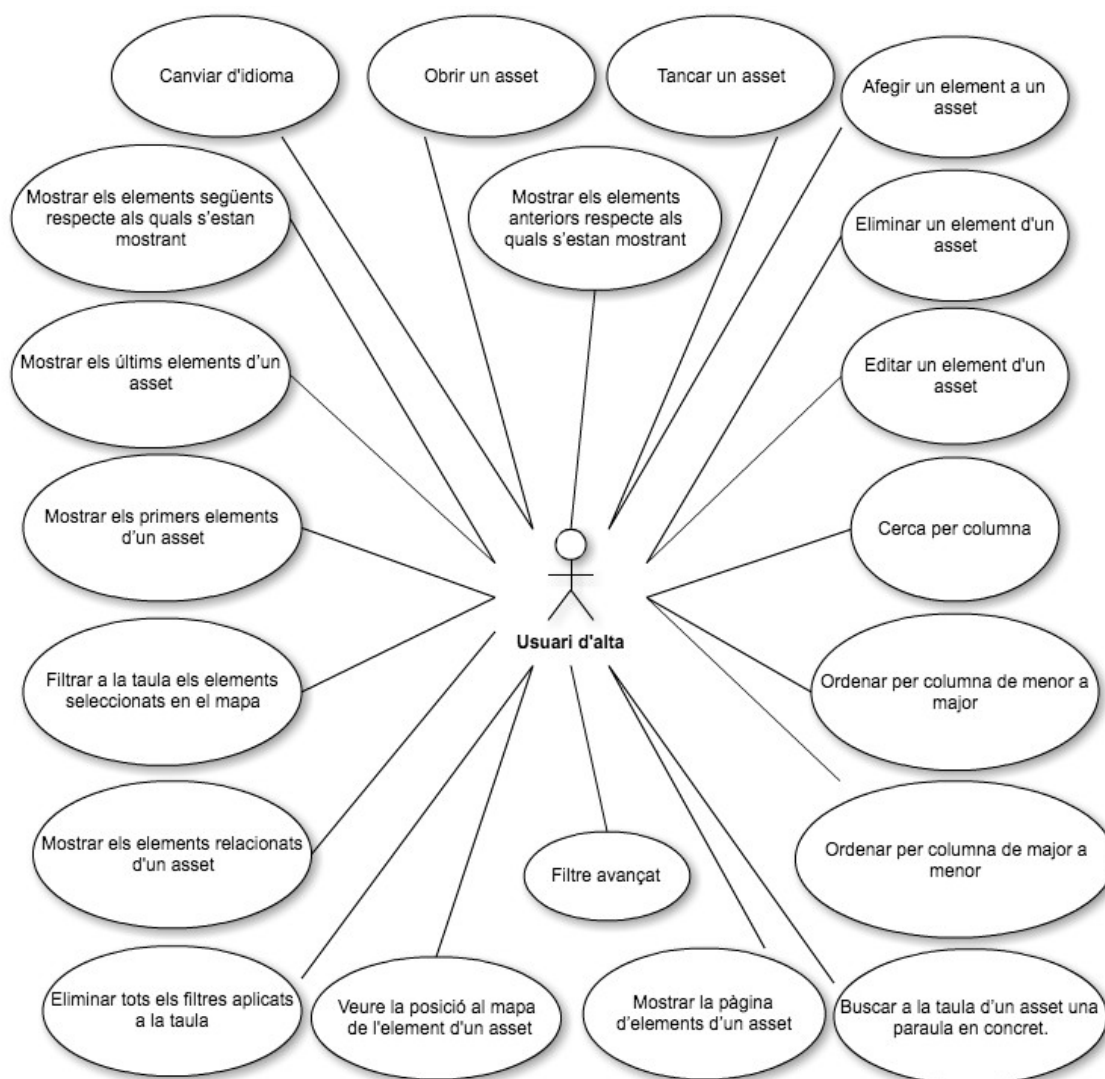 Canviar d'idioma
Obrir un asset
Tancar un asset
Afegir un element a un
asset
Mostrar els elements següents
respecte als quals s’estan
mostrant
Mostrar els elements
anteriors respecte als
quals s’estan mostrant
Eliminar un element d'un
asset
Mostrar els últims elements d’un
asset
Editar un element d'un
asset
Mostrar els primers elements
d’un asset
Cerca per columna
Usuari d'alta
Filtrar a la taula els elements
seleccionats en el mapa
Ordenar per columna de menor a
major
Mostrar els elements relacionats
d'un asset
Filtre avançat
Ordenar per columna de major a
menor
Eliminar tots els filtres aplicats
a la taula
Veure la posició al mapa
de l'element d'un asset
Mostrar la pàgina
d’elements d’un asset
Buscar a la taula d’un asset una
paraula en concret.